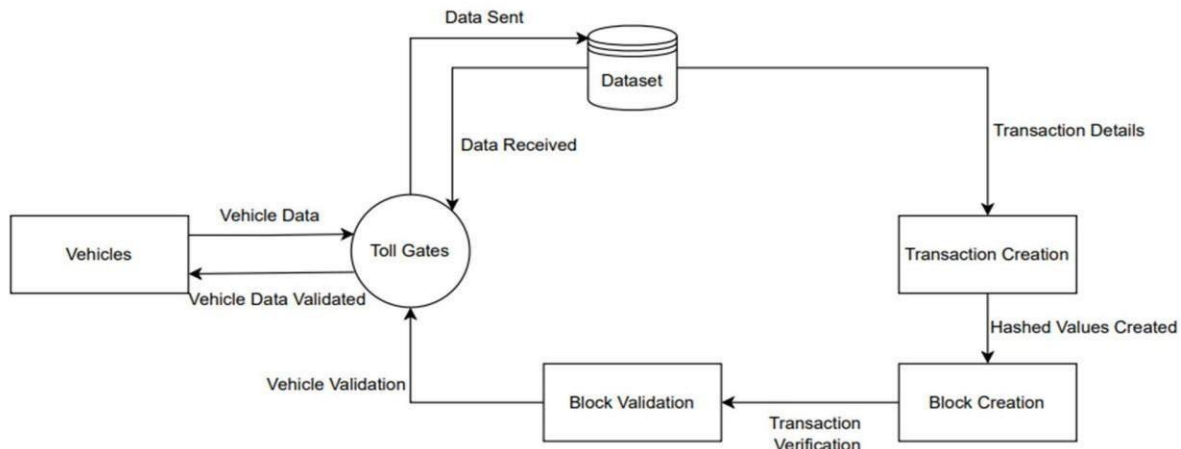 Data Sent
Dataset
Data Received
Transaction Details
Vehicle Data
Vehicles
Toll Gates
Transaction Creation
Vehicle Data Validated
Hashed Values Created
Vehicle Validation
Block Validation
Block Creation
Transaction
Verification